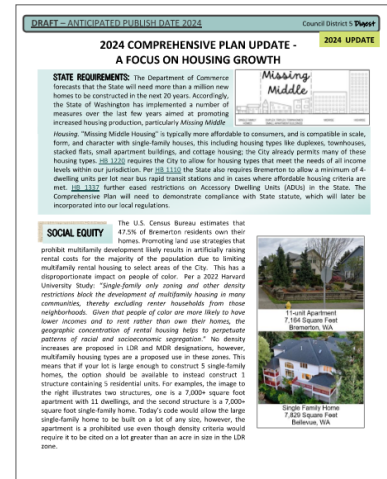 DRAFT – ANTICIPATED PUBLISH DATE 2024
Council District 5 Digest
2024 UPDATE
2024 COMPREHENSIVE PLAN UPDATE -
A FOCUS ON HOUSING GROWTH
STATE REQUIREMENTS: The Department of Commerce
forecasts that the State will need more than a million new
homes to be constructed in the next 20 years. Accordingly,
the State of Washington has implemented a number of
measures over the last few years aimed at promoting
increased housing production, particularly Missing Middle
Missing
Middle
Housing. "Missing Middle Housing" is typically more affordable to consumers, and is compatible in scale,
form, and character with single-family houses, this including housing types like duplexes, townhouses,
stacked flats, small apartment buildings, and cottage housing; the City already permits many of these
housing types. HB 1220 requires the City to allow for housing types that meet the needs of all income
levels within our jurisdiction. Per HB 1110 the State also requires Bremerton to allow a minimum of 4-
dwelling units per lot near bus rapid transit stations and in cases where affordable housing criteria are
met. HB 1337 further eased restrictions on Accessory Dwelling Units (ADUs) in the State. The
Comprehensive Plan will need to demonstrate compliance with State statute, which will later be
incorporated into our local regulations.
SOCIAL EQUITY
The U.S. Census Bureau estimates that
47.5% of Bremerton residents own their
homes. Promoting land use strategies that
prohibit multifamily development likely results in artificially raising
rental costs for the majority of the population due to limiting
multifamily rental housing to select areas of the City. This has a
disproportionate impact on people of color. Per a 2022 Harvard
University Study: "Single-family only zoning and other density
restrictions block the development of multifamily housing in many
communities, thereby excluding renter households from those
neighborhoods. Given that people of color are more likely to have
lower incomes and to rent rather than own their homes, the
geographic concentration of rental housing helps to perpetuate
patterns of racial and socioeconomic segregation." No density
increases are proposed in LDR and MDR designations, however,
multifamily housing types are a proposed use in these zones. This
means that if your lot is large enough to construct 5 single-family
homes, the option should be available to instead construct 1
structure containing 5 residential units. For examples, the image to
the right illustrates two structures, one is a 7,000+ square foot
apartment with 11 dwellings, and the second structure is a 7,000+
square foot single-family home. Today's code would allow the large
single-family home to be built on a lot of any size, however, the
apartment is a prohibited use even though density criteria would
require it to be cited on a lot greater than an acre in size in the LDR
zone.
11-unit Apartment
7,164 Square Feet
Bremerton, WA
Single Family Home
7,829 Square Feet
Bellevue, WA